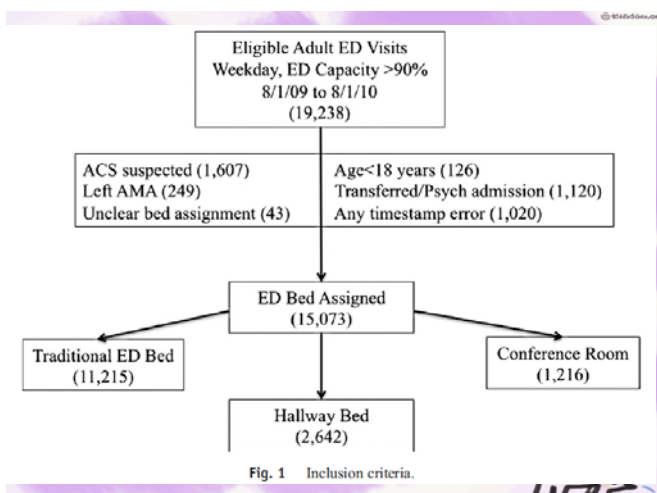 Eligible Adult ED Visits
Weekday, ED Capacity >90%
8/1/09 to 8/1/10
(19,238)
ACS suspected (1,607)
Left AMA (249)
Unclear bed assignment (43)
Age<18 years (126)
Transferred/Psych admission (1,120)
Any timestamp error (1,020)
ED Bed Assigned
(15,073)
Traditional ED Bed
(11,215)
Hallway Bed
(2,642)
Conference Room
(1,216)
Fig. 1 Inclusion criteria.